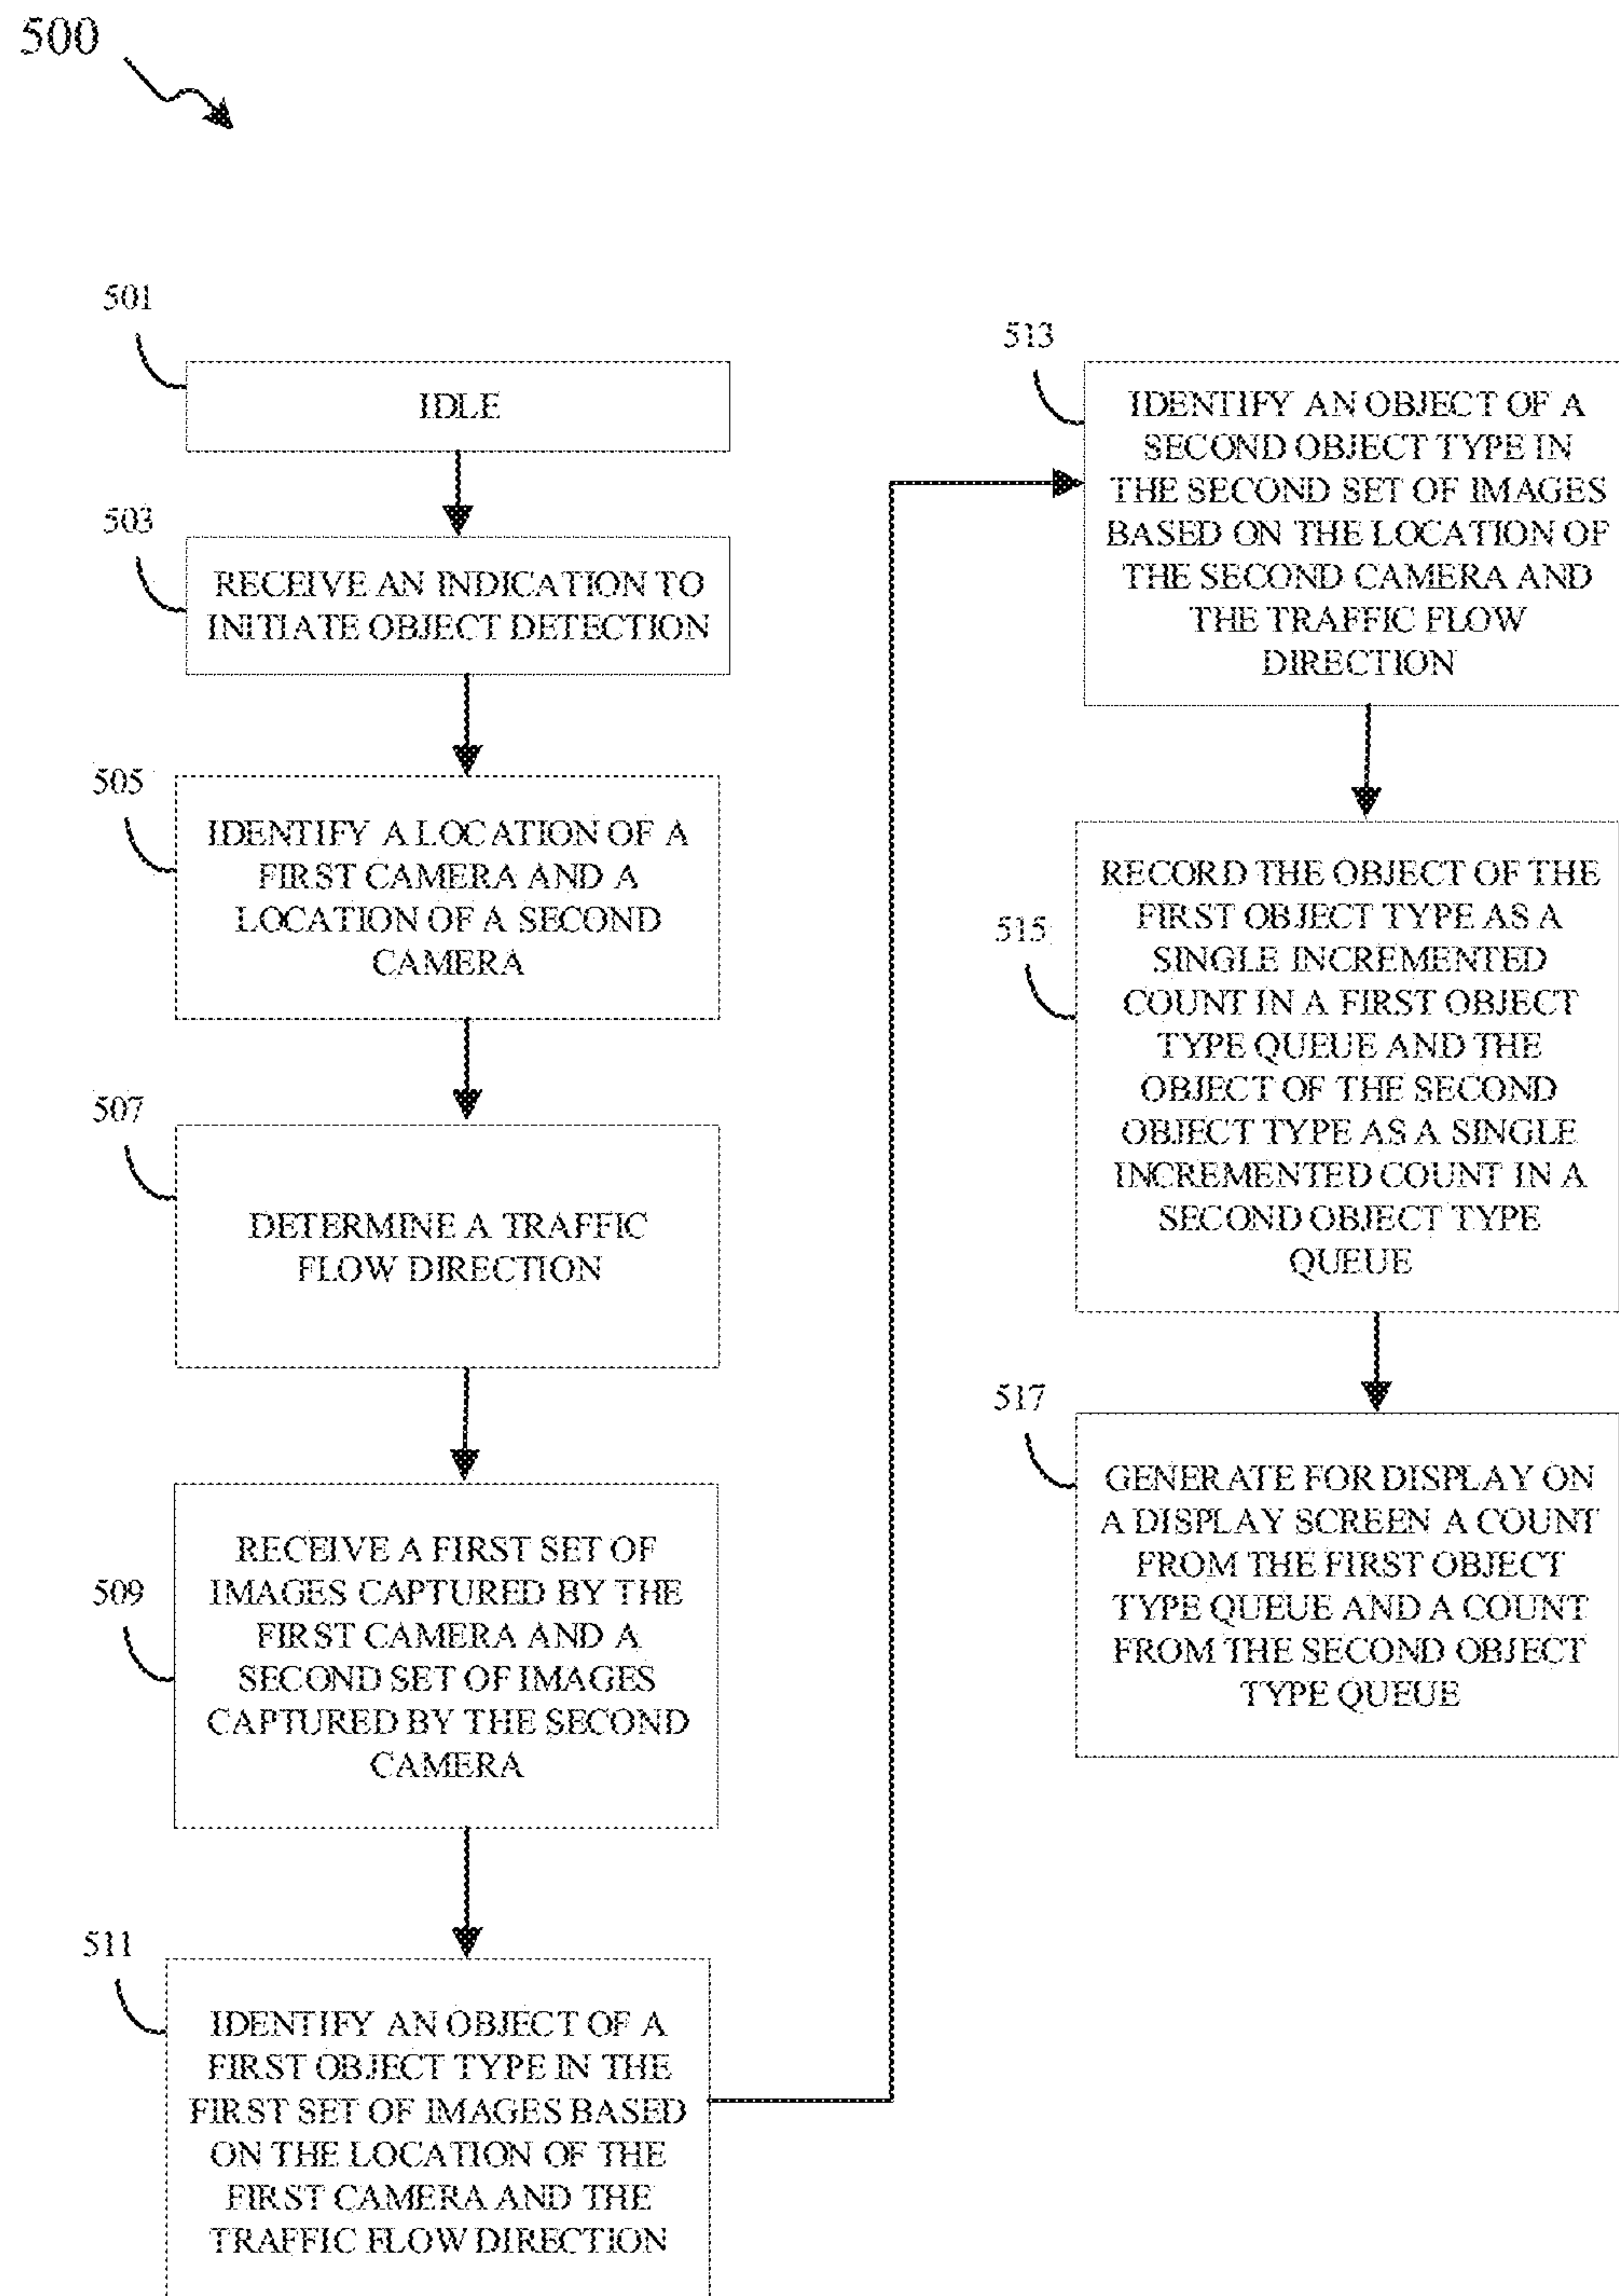 500
501
IDLE
503
RECEIVE AN INDICATION TO
INITIATE OBJECT DETECTION
505
IDENTIFY A LOCATION OF A
FIRST CAMERA AND A
LOCATION OF A SECOND
CAMERA
507
DETERMINE A TRAFFIC
FLOW DIRECTION
509
RECEIVE A FIRST SET OF
IMAGES CAPTURED BY THE
FIRST CAMERA AND A
SECOND SET OF IMAGES
CAPTURED BY THE SECOND
CAMERA
511
IDENTIFY AN OBJECT OF A
FIRST OBJECT TYPE IN THE
FIRST SET OF IMAGES BASED
ON THE LOCATION OF THE
FIRST CAMERA AND THE
TRAFFIC FLOW DIRECTION
513
IDENTIFY AN OBJECT OF A
SECOND OBJECT TYPE IN
THE SECOND SET OF IMAGES
BASED ON THE LOCATION OF
THE SECOND CAMERA AND
THE TRAFFIC FLOW
DIRECTION
515
RECORD THE OBJECT OF THE
FIRST OBJECT TYPE AS A
SINGLE INCREMENTED
COUNT IN A FIRST OBJECT
TYPE QUEUE AND THE
OBJECT OF THE SECOND
OBJECT TYPE AS A SINGLE
INCREMENTED COUNT IN A
SECOND OBJECT TYPE
QUEUE
517
GENERATE FOR DISPLAY ON
A DISPLAY SCREEN A COUNT
FROM THE FIRST OBJECT
TYPE QUEUE AND A COUNT
FROM THE SECOND OBJECT
TYPE QUEUE